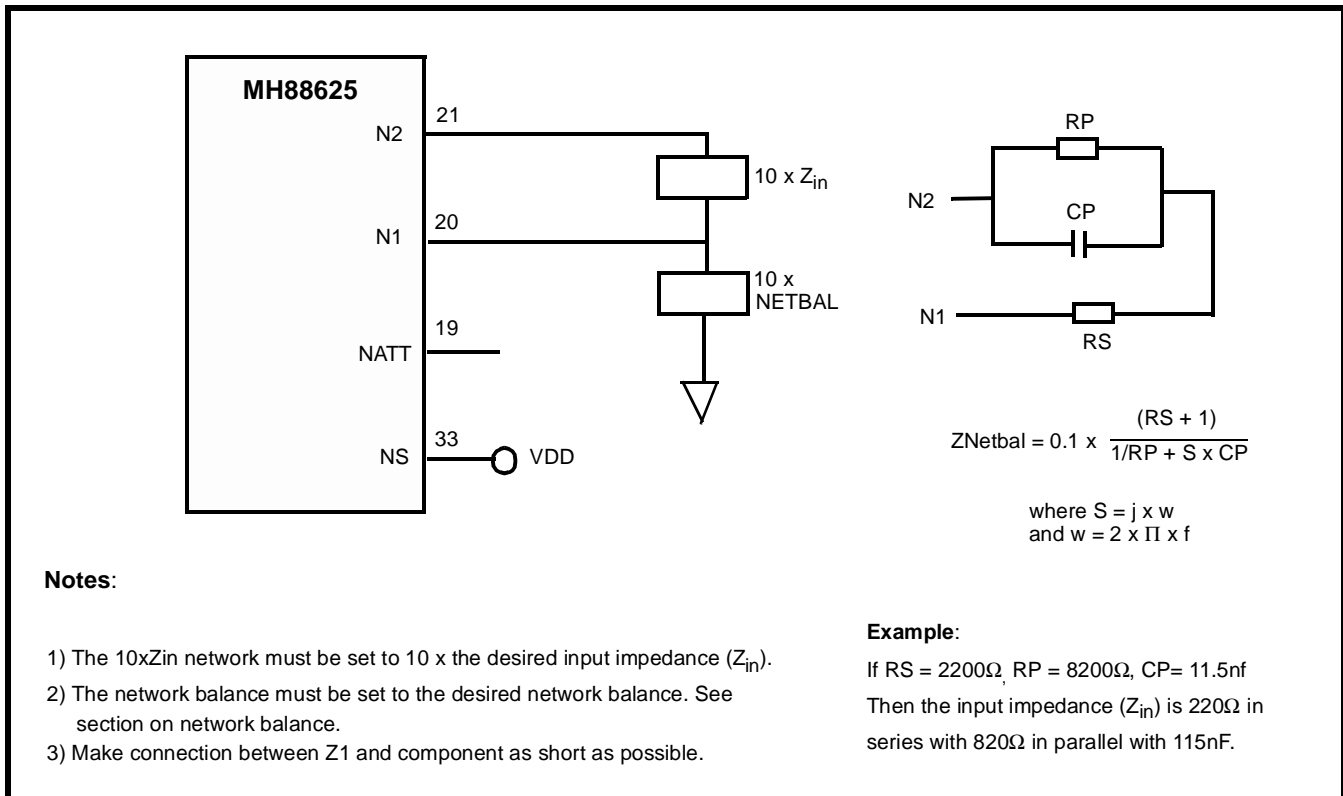 MH88625
N2
21
10 x Zin
N1
20
10 x
NETBAL
NATT
19
NS
33
VDD
RP
N2
CP
N1
RS
ZNetbal = 0.1 x (RS + 1)
1/RP + S x CP
where S = j x w
and w = 2 x Π x f
Notes:
1) The 10xZin network must be set to 10 x the desired input impedance (Zin).
2) The network balance must be set to the desired network balance. See
section on network balance.
3) Make connection between Z1 and component as short as possible.
Example:
If RS = 2200Ω, RP = 8200Ω, CP= 11.5nf
Then the input impedance (Zin) is 220Ω in
series with 820Ω in parallel with 115nF.